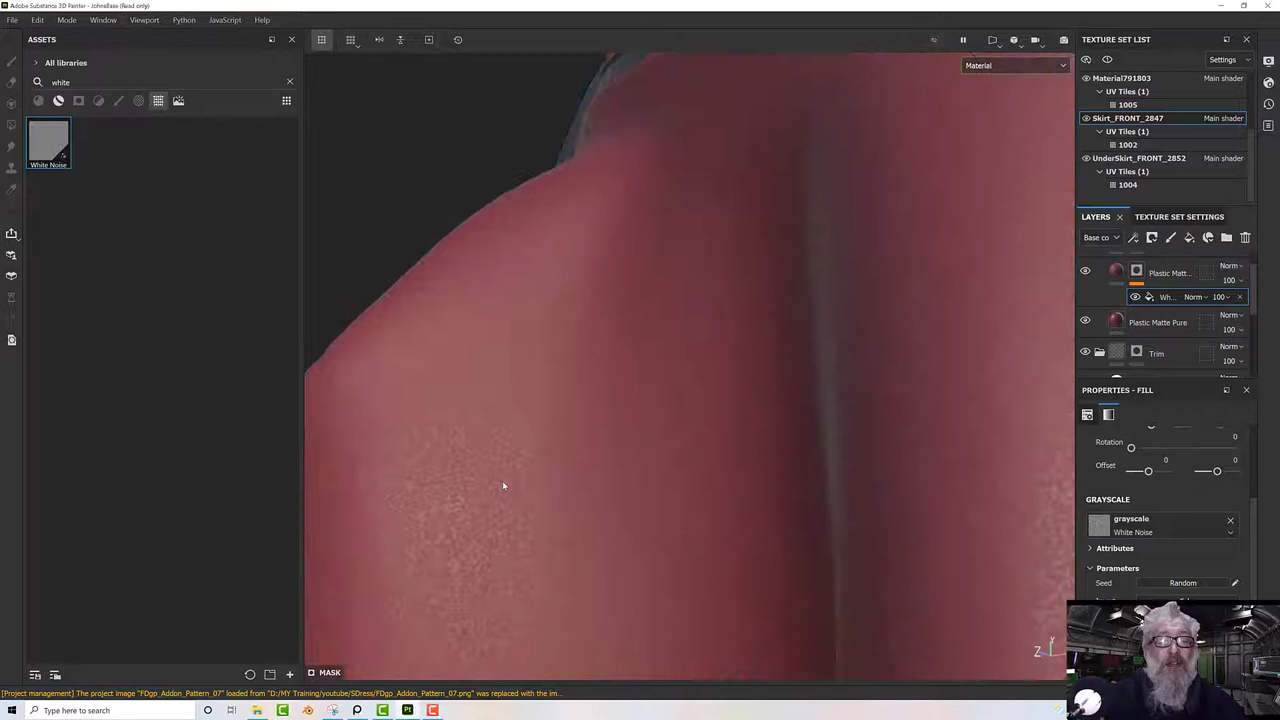 Adobe Substance 3D Painter - JohnsBase (Read only)
File Edit Mode Window Viewport Python JavaScript Help
ASSETS
All libraries
white
White Noise
Material
MASK
Z
Y
TEXTURE SET LIST
Settings
Material791803 Main shader
UV Tiles (1)
1005
Skirt_FRONT_2847 Main shader
UV Tiles (1)
1002
UnderSkirt_FRONT_2852 Main shader
UV Tiles (1)
1004
LAYERS TEXTURE SET SETTINGS
Base co
Plastic Matt... Norm
100
Wh... Norm 100
Plastic Matte Pure Norm
100
Trim Norm
100
PROPERTIES - FILL
0
Rotation
0 0
Offset
GRAYSCALE
grayscale
White Noise
Attributes
Parameters
Seed Random
[Project management] The project image "FDgp_Addon_Pattern_07" loaded from "D:/MY Training/youtube/SDress/FDgp_Addon_Pattern_07.png" was replaced with the im...
Type here to search